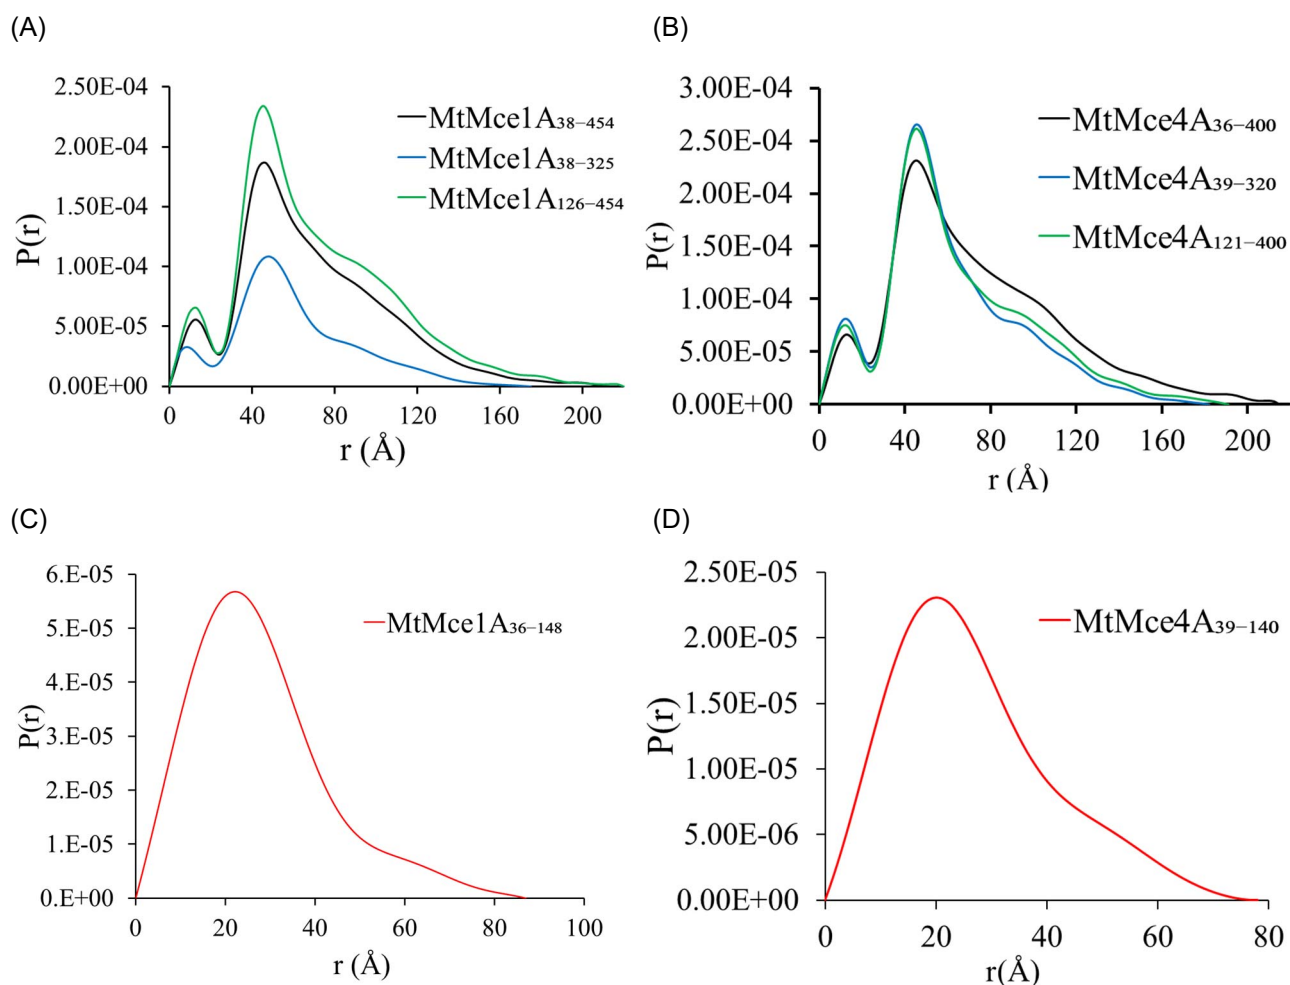 (A)
2.50E-04
2.00E-04
1.50E-04
1.00E-04
5.00E-05
0.00E+00
P(r)
0 40 80 120 160 200
r (Å)
MtMce1A₃₈₋₄₅₄
MtMce1A₃₈₋₃₂₅
MtMce1A₁₂₆₋₄₅₄
(B)
3.00E-04
2.50E-04
2.00E-04
1.50E-04
1.00E-04
5.00E-05
0.00E+00
P(r)
0 40 80 120 160 200
r (Å)
MtMce4A₃₆₋₄₀₀
MtMce4A₃₉₋₃₂₀
MtMce4A₁₂₁₋₄₀₀
(C)
6.E-05
5.E-05
4.E-05
3.E-05
2.E-05
1.E-05
0.E+00
P(r)
0 20 40 60 80 100
r (Å)
MtMce1A₃₆₋₁₄₈
(D)
2.50E-05
2.00E-05
1.50E-05
1.00E-05
5.00E-06
0.00E+00
P(r)
0 20 40 60 80
r(Å)
MtMce4A₃₉₋₁₄₀